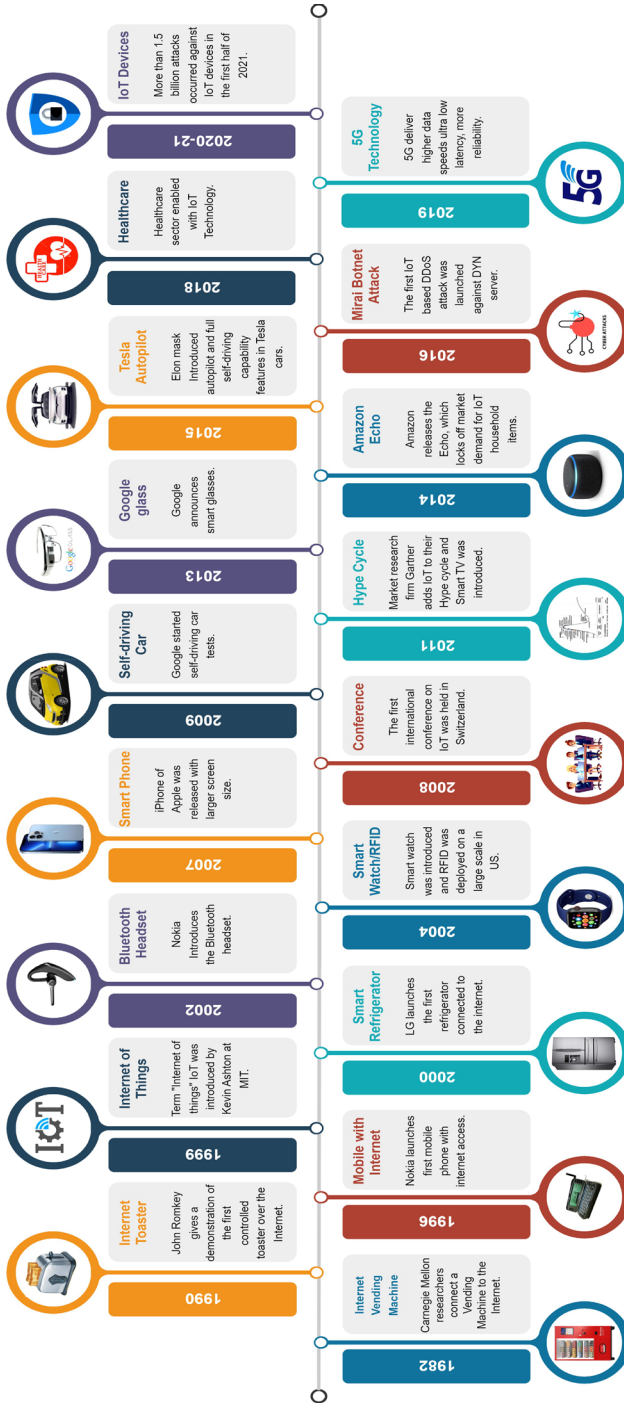 1982
Internet
Vending
Machine
Carnegie Mellon
researchers
connect a
Vending
Machine to the
Internet.
1990
Internet
Toaster
John Romkey
gives a
demonstration of
the first
controlled
toaster over the
Internet.
1996
Mobile with
Internet
Nokia launches
first mobile
phone with
internet access.
1999
Internet of
Things
Term "Internet of
things" IoT was
introduced by
Kevin Ashton at
MIT.
IoT
2000
Smart
Refrigerator
LG launches
the first
refrigerator
connected to
the internet.
2002
Bluetooth
Headset
Nokia
Introduces
the Bluetooth
headset.
2004
Smart
Watch/RFID
Smart watch
was introduced
and RFID was
deployed on a
large scale in
US.
2007
Smart Phone
iPhone of
Apple was
released with
larger screen
size.
2008
Conference
The first
international
conference on
IoT was held in
Switzerland.
2009
Self-driving
Car
Google started
self-driving car
tests.
2011
Hype Cycle
Market research
firm Gartner
adds IoT to their
Hype cycle and
Smart TV was
introduced.
2013
Google
glass
Google
announces
smart glasses.
Google GLASS
2014
Amazon
Echo
Amazon
releases the
Echo, which
locks off market
demand for IoT
household
items.
2015
Tesla
Autopilot
Elon mask
Introduced
autopilot and full
self-driving
capability
features in Tesla
cars.
2016
Mirai Botnet
Attack
The first IoT
based DDoS
attack was
launched
against DYN
server.
CYBER-ATTACKS
2018
Healthcare
Healthcare
sector enabled
with IoT
Technology.
HEALTH
CARE
2019
5G
Technology
5G deliver
higher data
speeds ultra low
latency, more
reliability.
5G
2020-21
IoT Devices
More than 1.5
billion attacks
occurred against
IoT devices in
the first half of
2021.